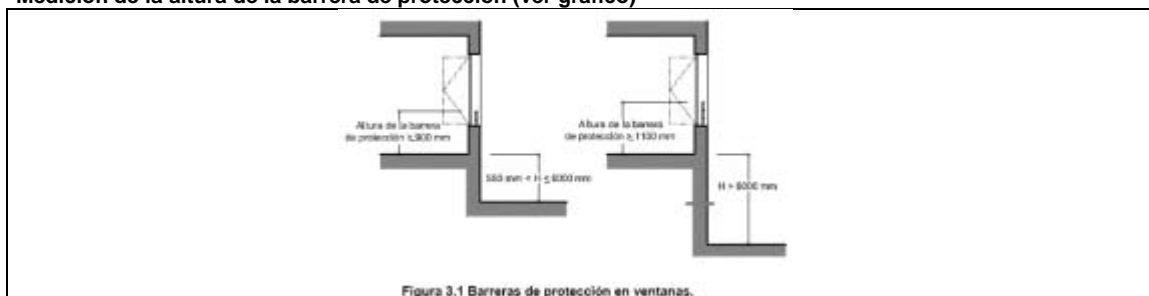 Medición de la altura de la barrera de protección (ver gráfico)
Altura de la barrera
de protección ≥ 900 mm
550 mm < H ≤ 6000 mm
Altura de la barrera
de protección ≥ 1100 mm
H > 6000 mm
Figura 3.1 Barreras de protección en ventanas.